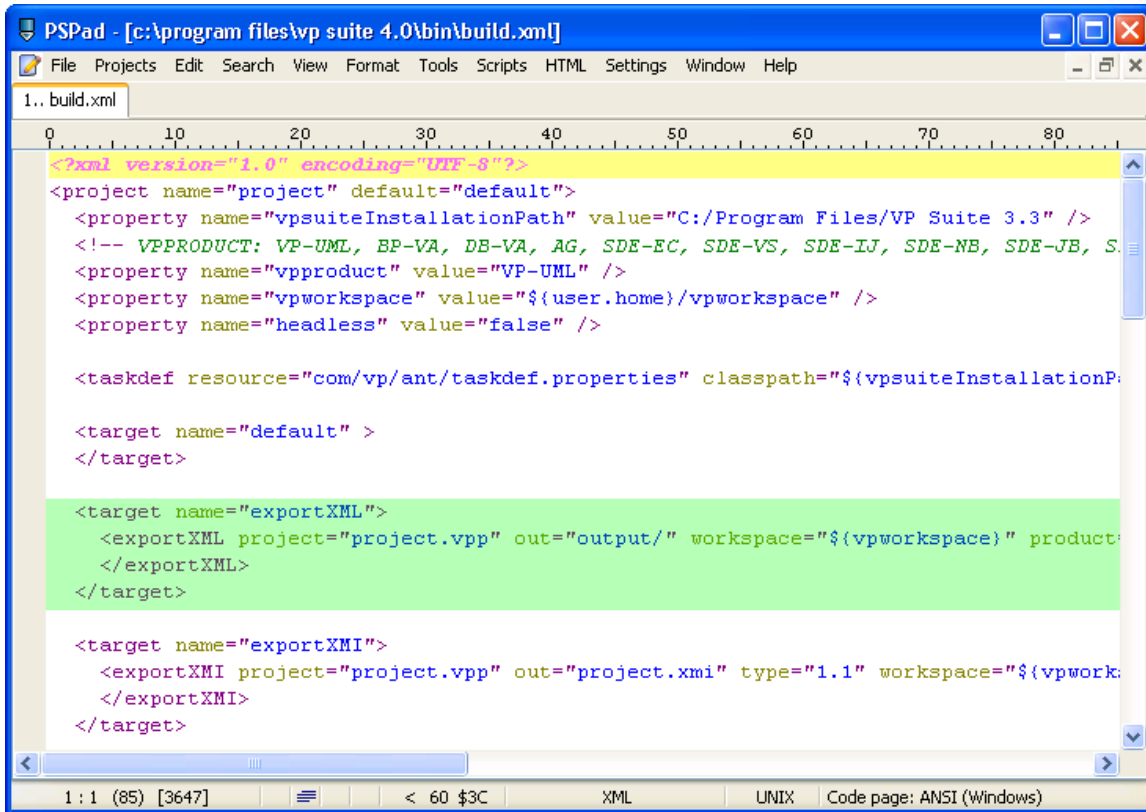 PSPad - [c:\program files\vp suite 4.0\bin\build.xml]
File Projects Edit Search View Format Tools Scripts HTML Settings Window Help
1.. build.xml
0 10 20 30 40 50 60 70 80
<?xml version="1.0" encoding="UTF-8"?>
<project name="project" default="default">
<property name="vpsuiteInstallationPath" value="C:/Program Files/VP Suite 3.3" />
<!-- VPPRODUCT: VP-UML, BP-VA, DB-VA, AG, SDE-EC, SDE-VS, SDE-IJ, SDE-NB, SDE-JB, S
<property name="vpproduct" value="VP-UML" />
<property name="vpworkspace" value="${user.home}/vpworkspace" />
<property name="headless" value="false" />
<taskdef resource="com/vp/ant/taskdef.properties" classpath="${vpsuiteInstallationP
<target name="default" >
</target>
<target name="exportXML">
<exportXML project="project.vpp" out="output/" workspace="${vpworkspace}" product
</exportXML>
</target>
<target name="exportXMI">
<exportXMI project="project.vpp" out="project.xmi" type="1.1" workspace="${vpwork
</exportXMI>
</target>
1 : 1 (85) [3647] < 60 $3C XML UNIX Code page: ANSI (Windows)